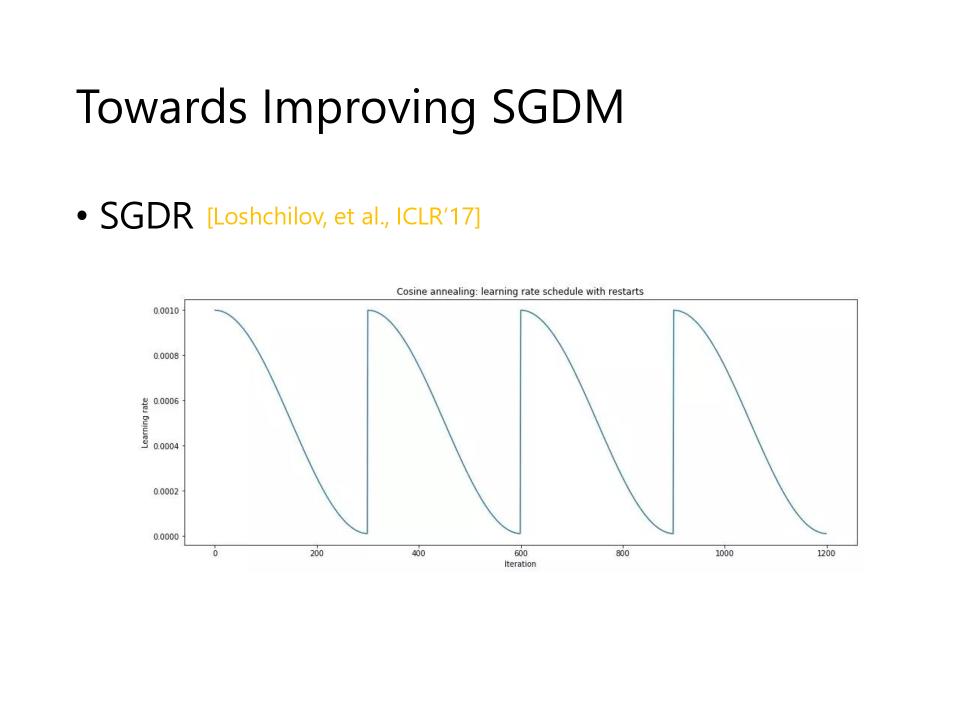 Towards Improving SGDM
• SGDR [Loshchilov, et al., ICLR’17]
Cosine annealing: learning rate schedule with restarts
0.0010
0.0008
0.0006
0.0004
0.0002
0.0000
Learning rate
0 200 400 600 800 1000 1200
Iteration